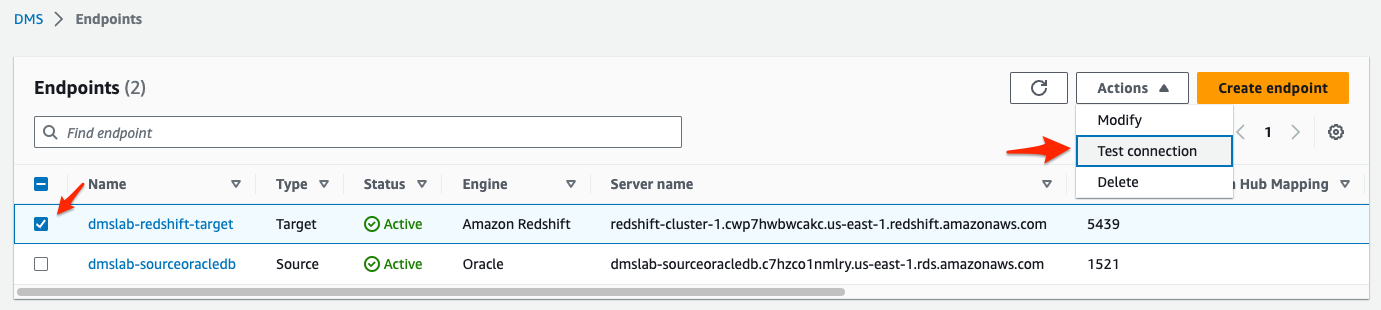 DMS > Endpoints
Endpoints (2)
Actions
Create endpoint
Find endpoint
Modify
Test connection
Delete
1
Name Type Status Engine Server name Hub Mapping
dmslab-redshift-target Target Active Amazon Redshift redshift-cluster-1.cwp7hwbwcakc.us-east-1.redshift.amazonaws.com 5439
dmslab-sourceoracledb Source Active Oracle dmslab-sourceoracledb.c7hzco1nmlry.us-east-1.rds.amazonaws.com 1521